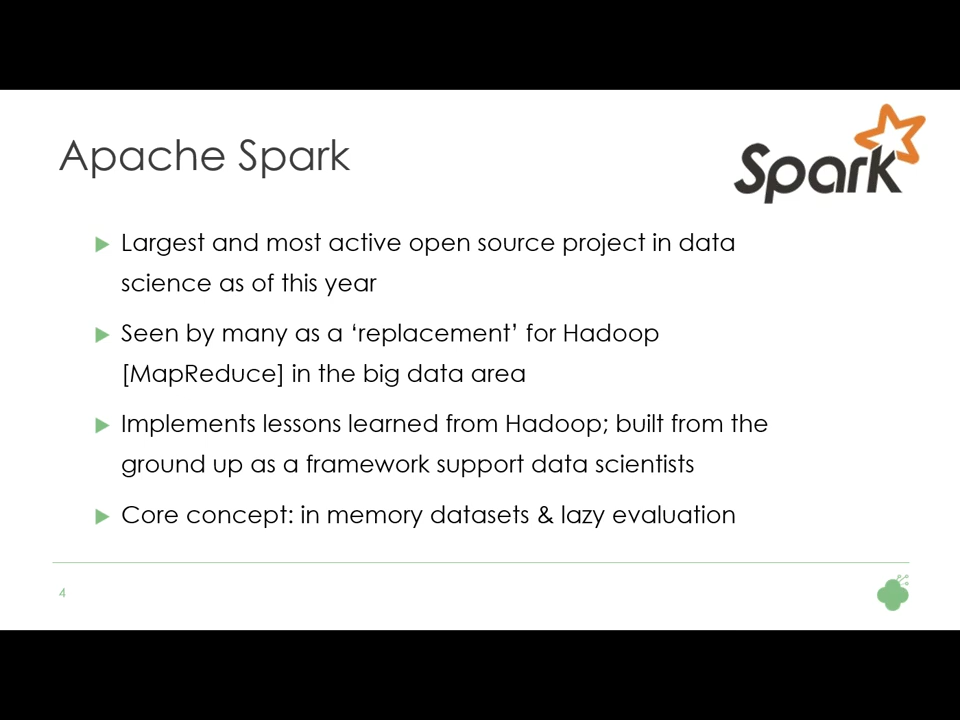 Apache Spark
Spark
Largest and most active open source project in data
science as of this year
Seen by many as a ‘replacement’ for Hadoop
[MapReduce] in the big data area
Implements lessons learned from Hadoop; built from the
ground up as a framework support data scientists
Core concept: in memory datasets & lazy evaluation
4